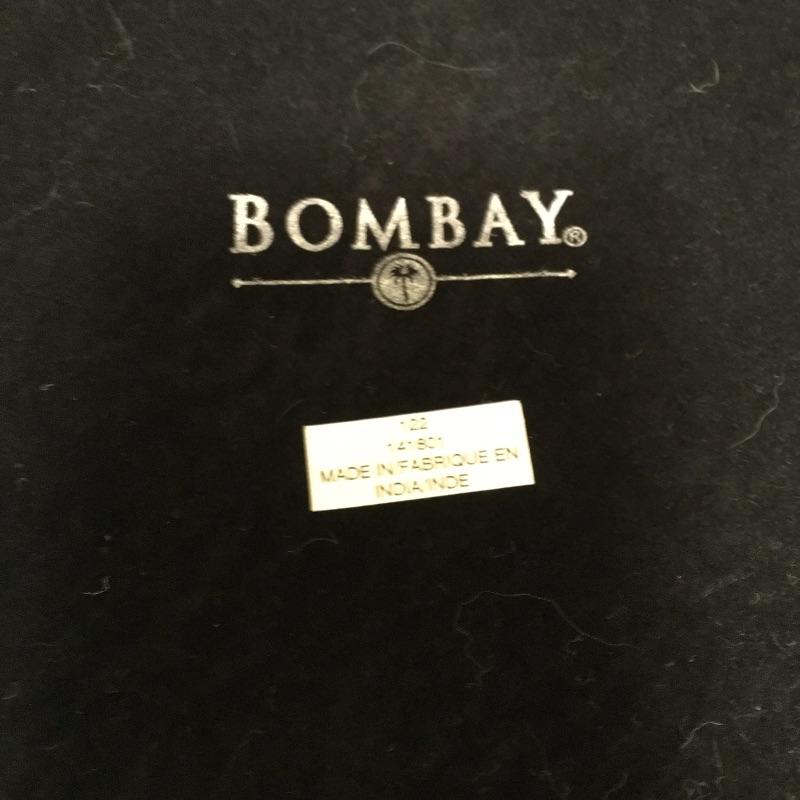 BOMBAY®
122
141801
MADE IN/FABRIQUE EN
INDIA/INDE